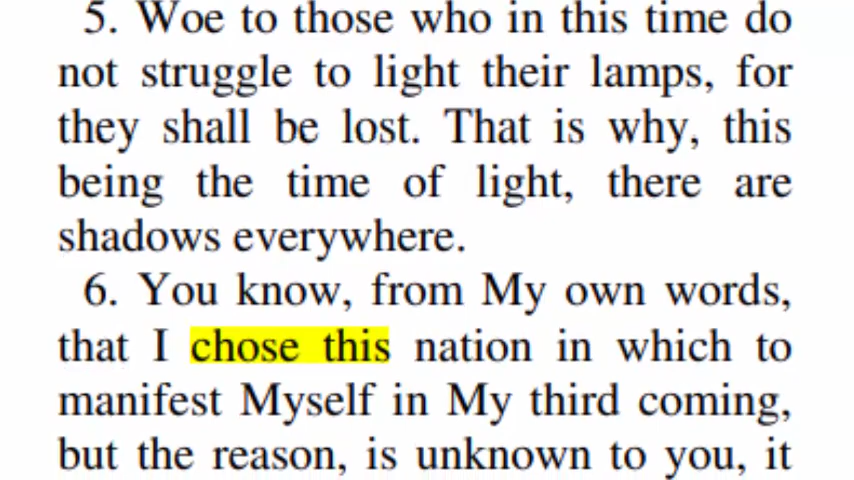 5. Woe to those who in this time do
not struggle to light their lamps, for
they shall be lost. That is why, this
being the time of light, there are
shadows everywhere.
6. You know, from My own words,
that I chose this nation in which to
manifest Myself in My third coming,
but the reason, is unknown to you, it